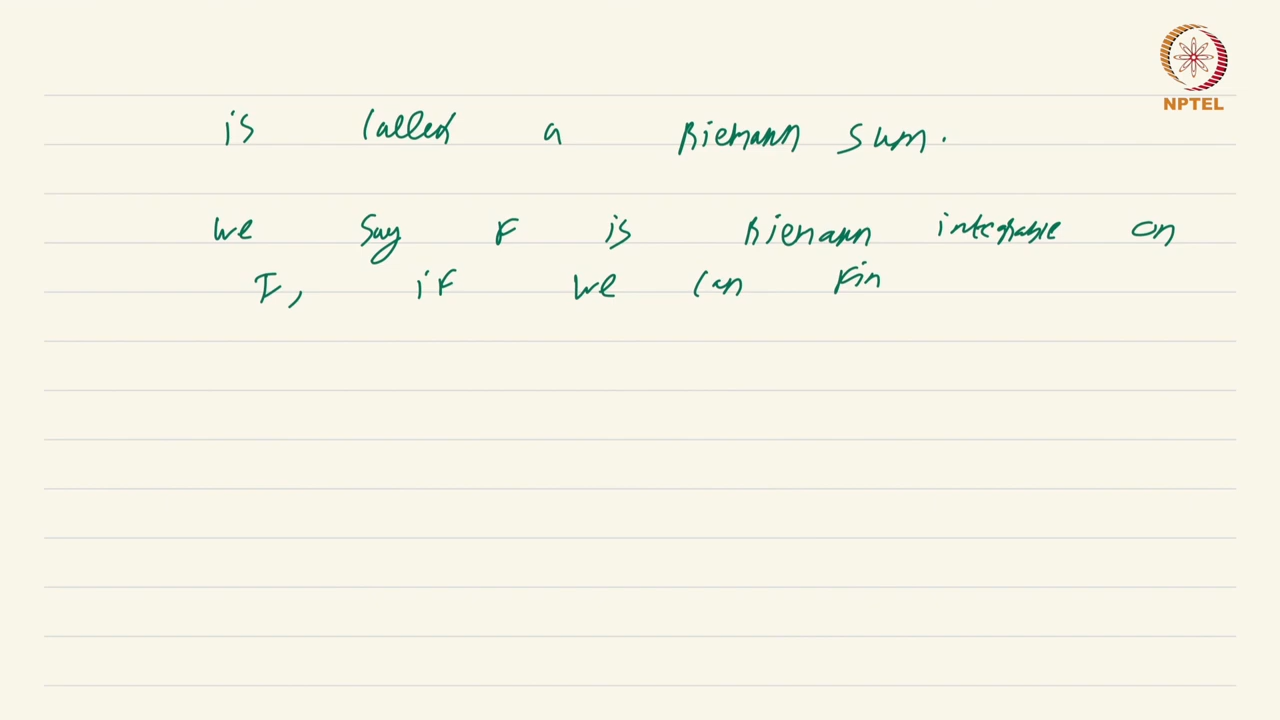 NPTEL
is called a Riemann sum.
We say F is Riemann integrable on
I, if we can fin